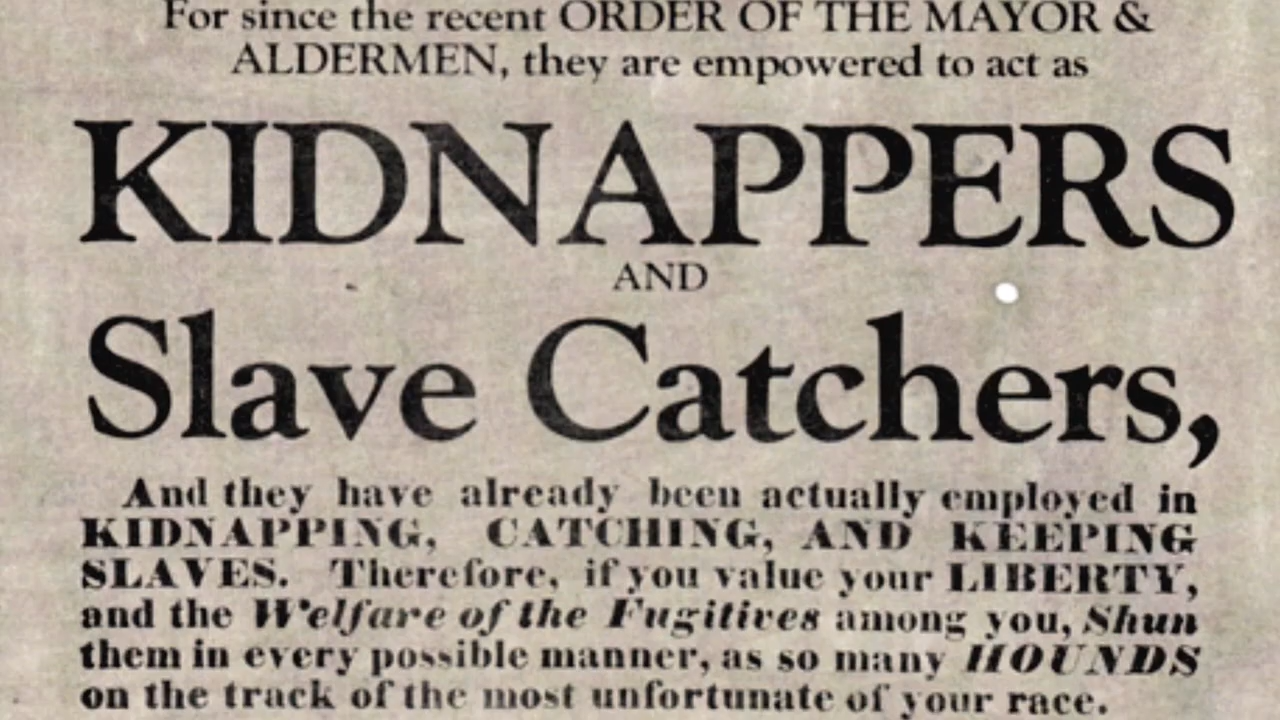 For since the recent ORDER OF THE MAYOR &
ALDERMEN, they are empowered to act as
KIDNAPPERS
AND
Slave Catchers,
And they have already been actually employed in
KIDNAPPING, CATCHING, AND KEEPING
SLAVES. Therefore, if you value your LIBERTY,
and the Welfare of the Fugitives among you, Shun
them in every possible manner, as so many HOUNDS
on the track of the most unfortunate of your race.